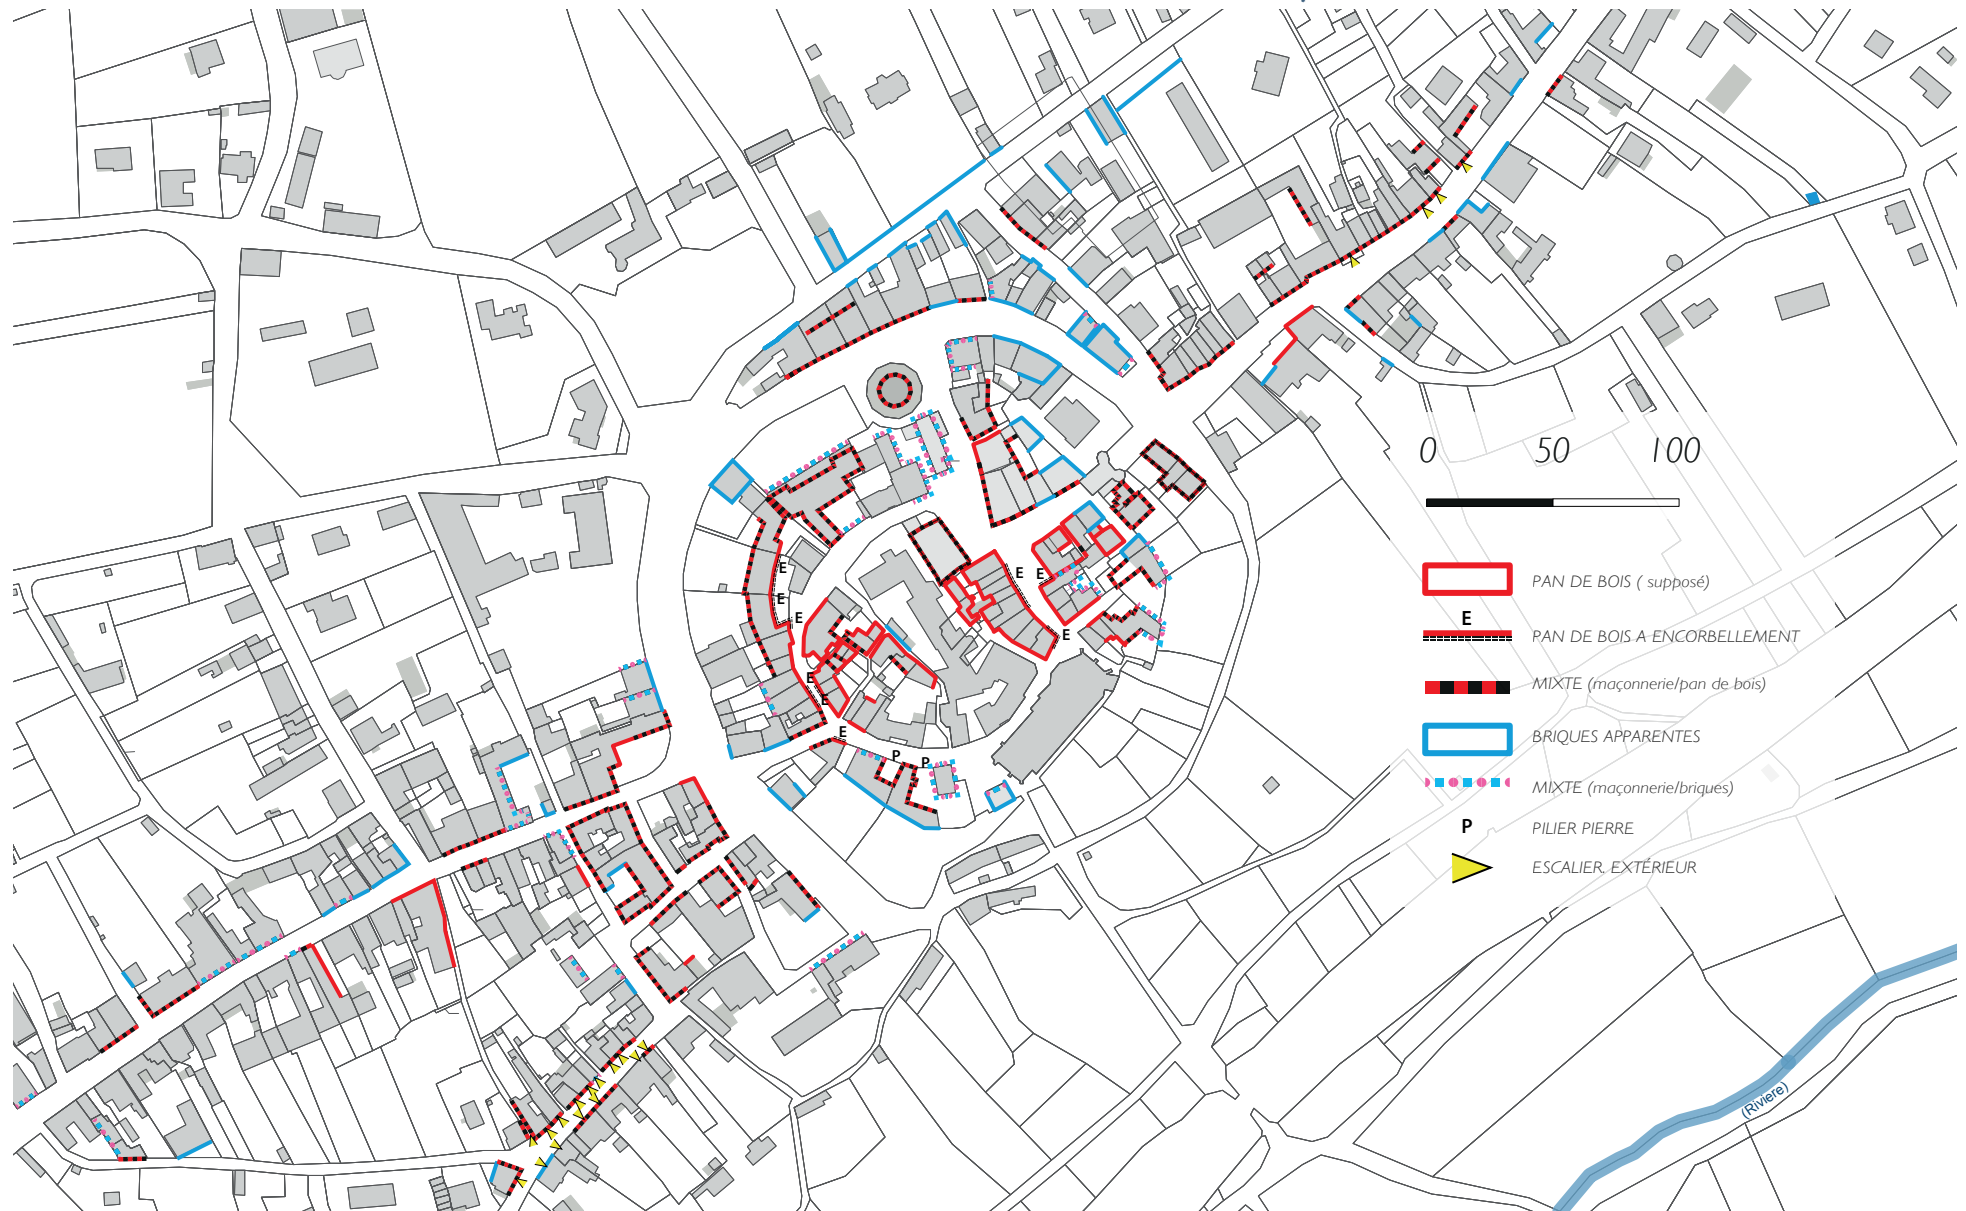 0 50 100
PAN DE BOIS ( supposé)
E
PAN DE BOIS A ENCORBELLEMENT
MIXTE (maçonnerie/pan de bois)
BRIQUES APPARENTES
MIXTE (maçonnerie/briques)
P
PILIER PIERRE
ESCALIER. EXTÉRIEUR
E
E
E
E
E
E
E
E
E
P
P
(Riviere)